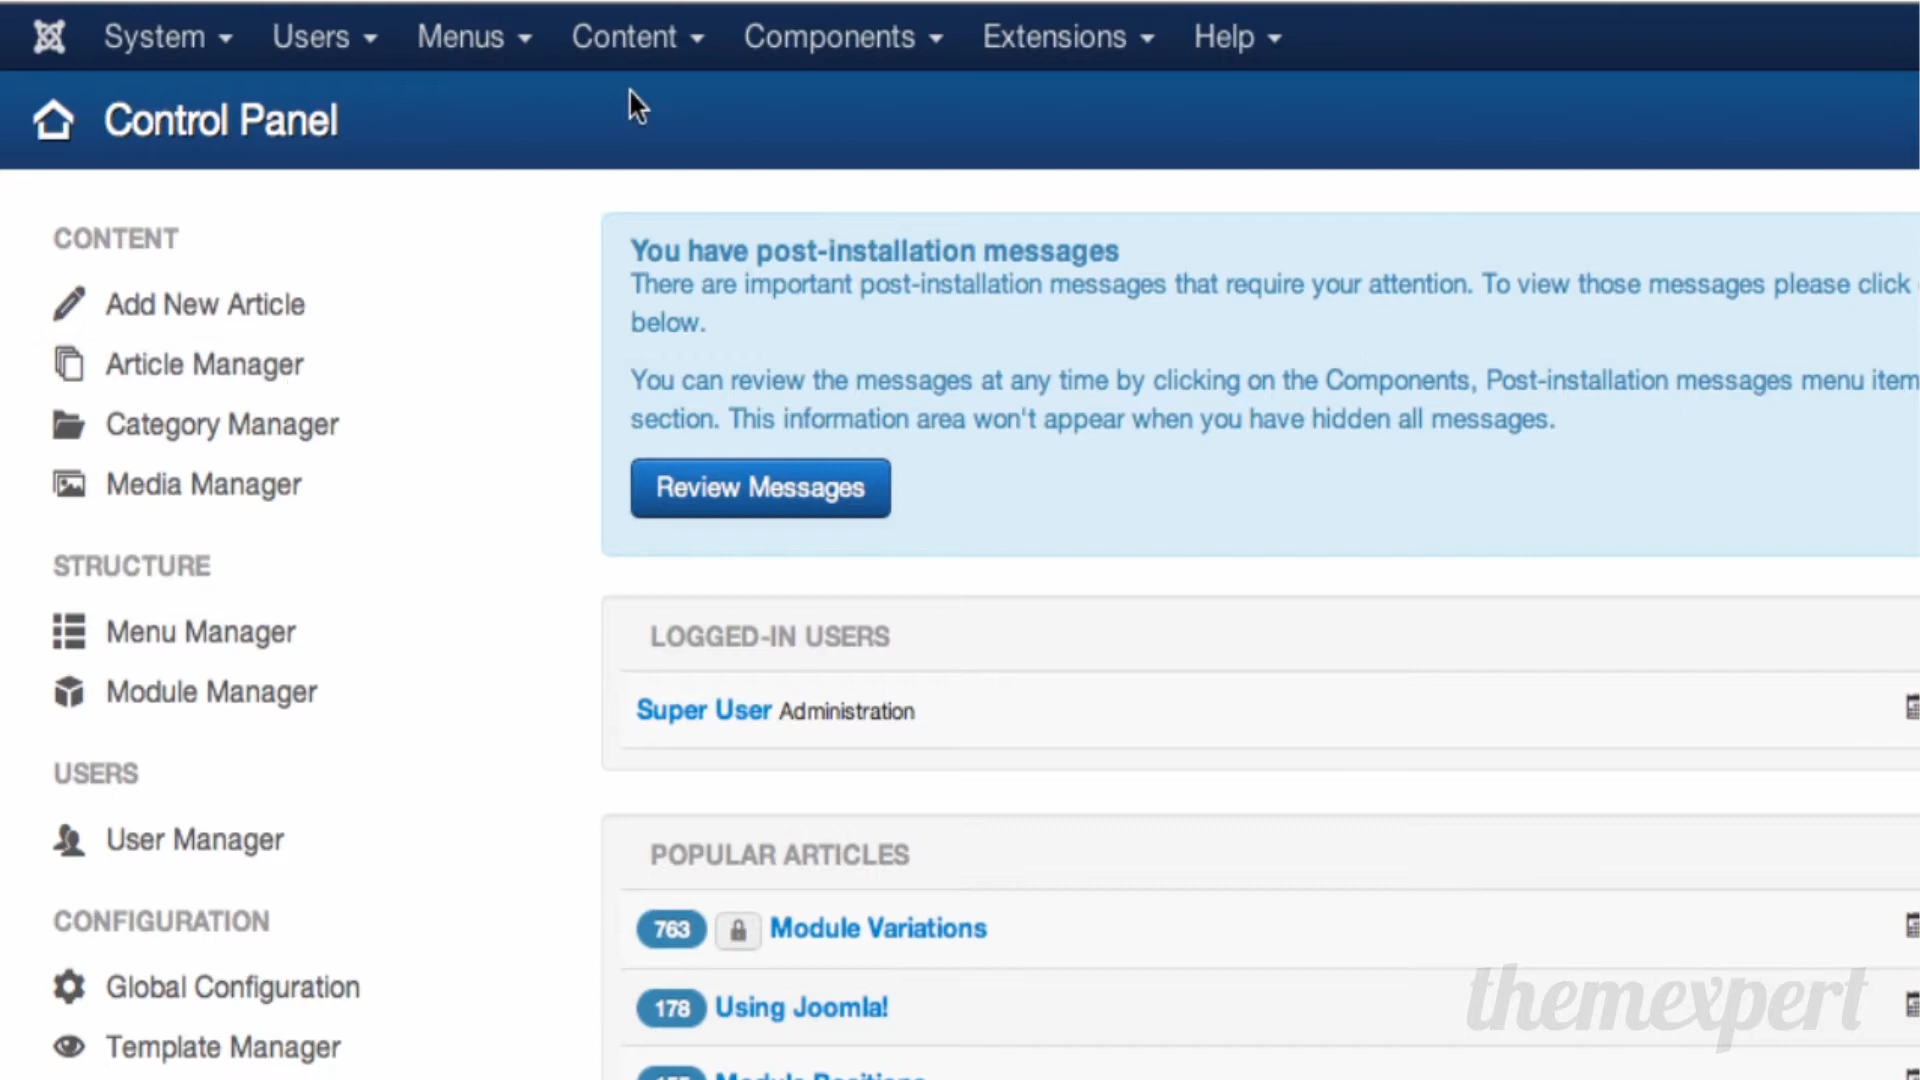 System Users Menus Content Components Extensions Help
Control Panel
CONTENT
Add New Article
Article Manager
Category Manager
Media Manager
STRUCTURE
Menu Manager
Module Manager
USERS
User Manager
CONFIGURATION
Global Configuration
Template Manager
You have post-installation messages
There are important post-installation messages that require your attention. To view those messages please click
below.
You can review the messages at any time by clicking on the Components, Post-installation messages menu item
section. This information area won't appear when you have hidden all messages.
Review Messages
LOGGED-IN USERS
Super User Administration
POPULAR ARTICLES
763 Module Variations
178 Using Joomla!
themexpert